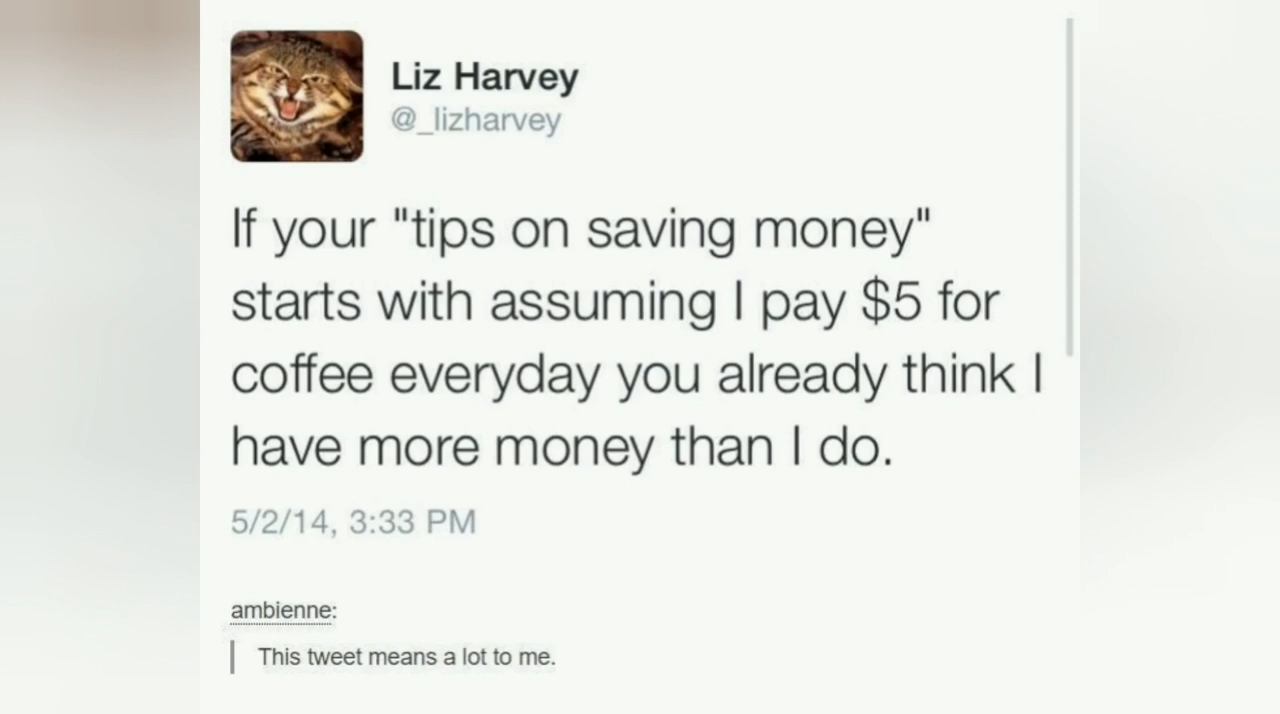 Liz Harvey
@_lizharvey
If your "tips on saving money"
starts with assuming I pay $5 for
coffee everyday you already think I
have more money than I do.
5/2/14, 3:33 PM
ambienne:
This tweet means a lot to me.